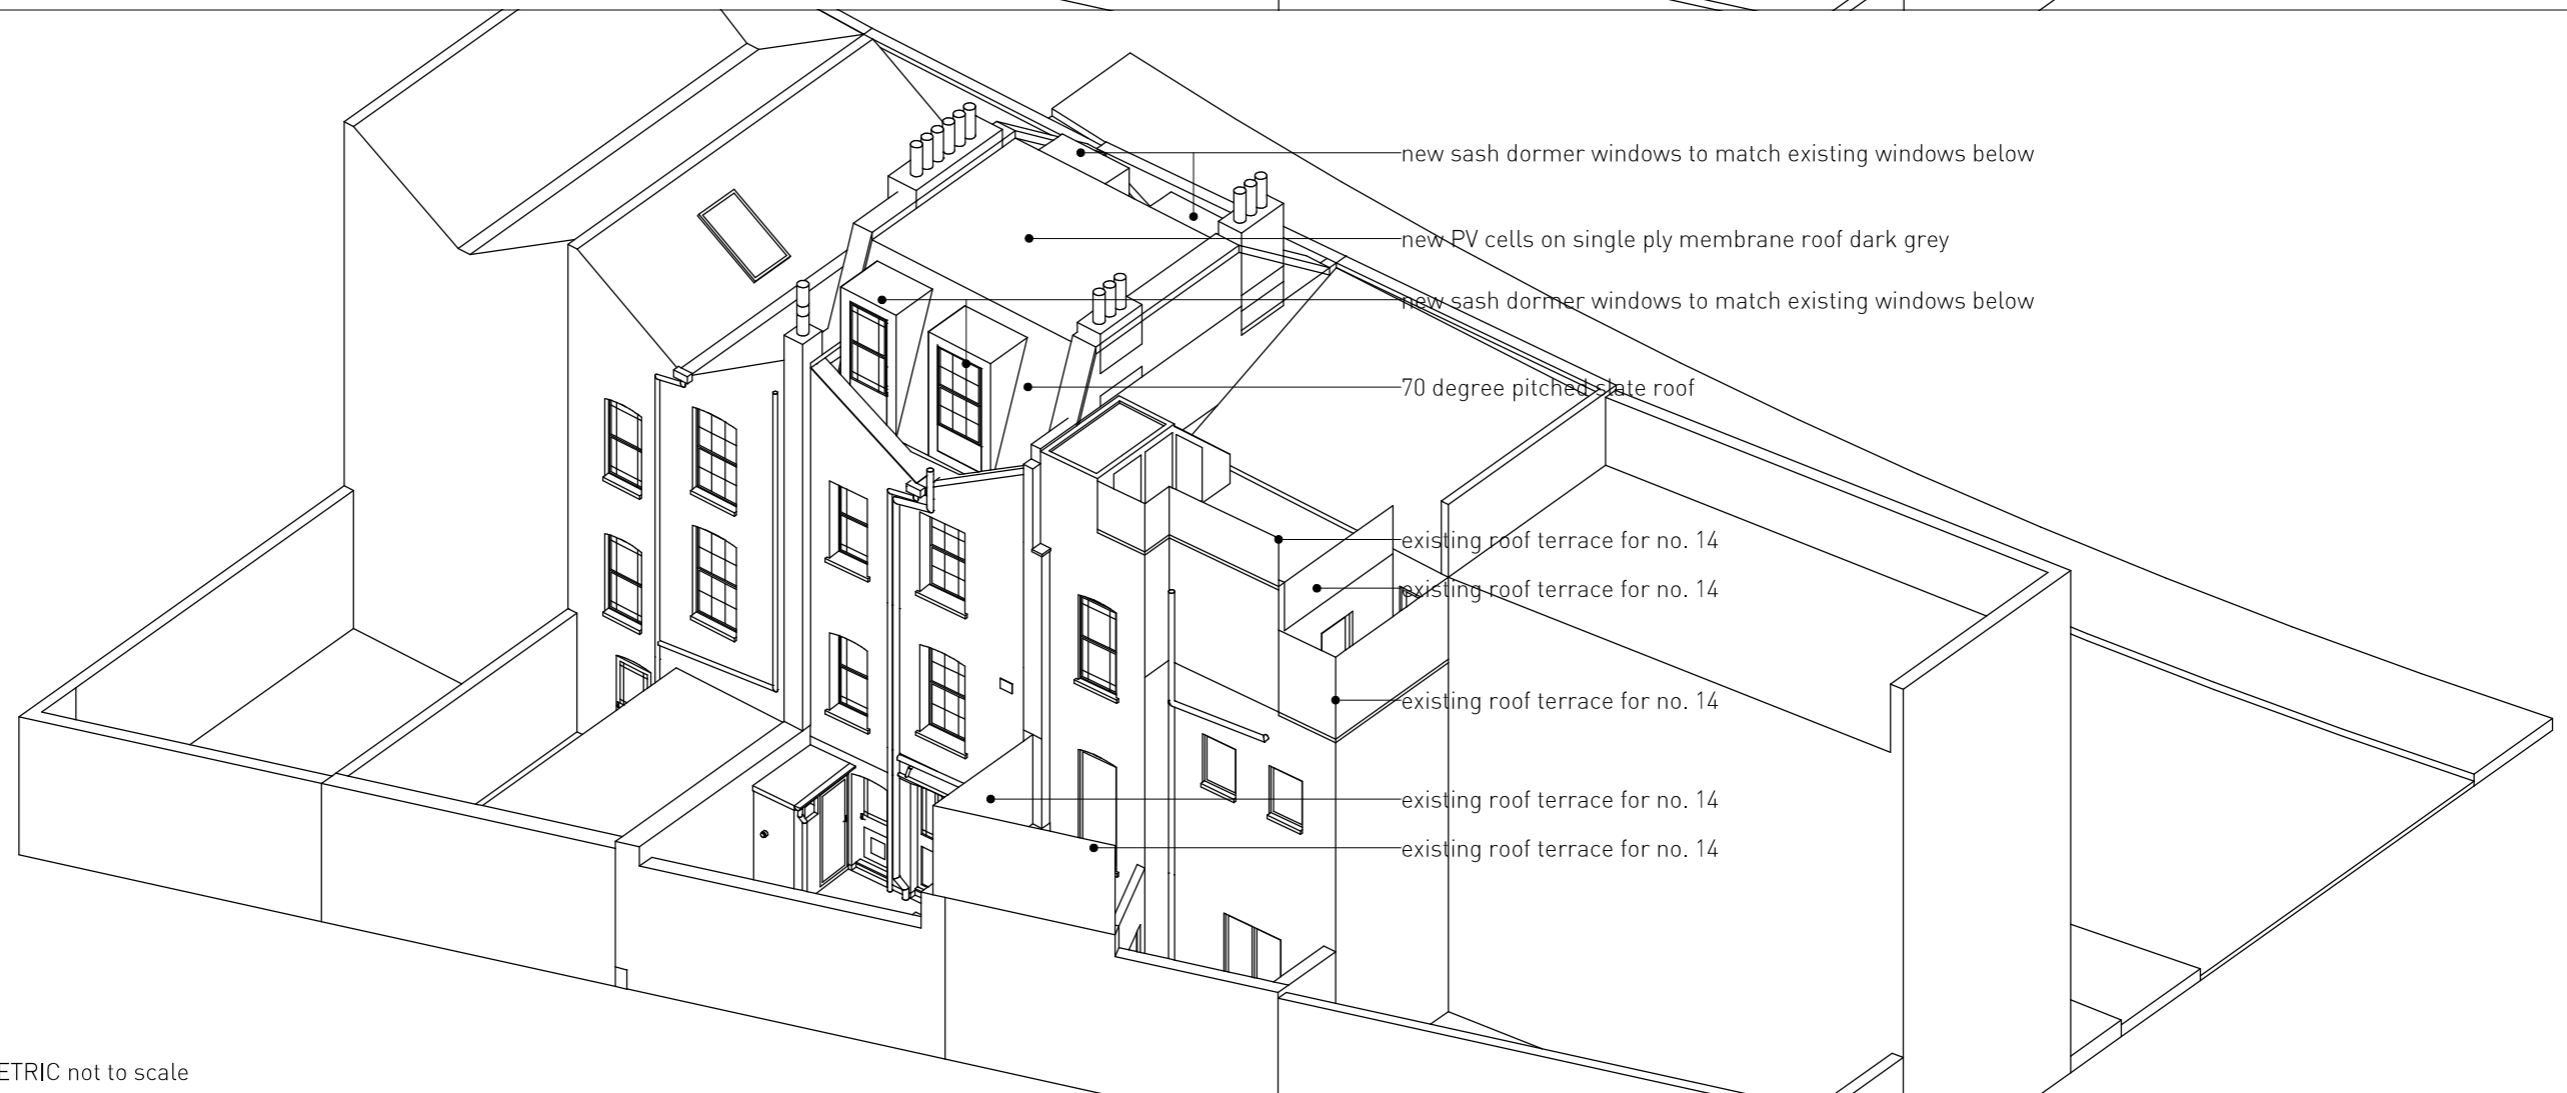 new sash dormer windows to match existing windows below
new PV cells on single ply membrane roof dark grey
new sash dormer windows to match existing windows below
70 degree pitched slate roof
existing roof terrace for no. 14
existing roof terrace for no. 14
existing roof terrace for no. 14
existing roof terrace for no. 14
existing roof terrace for no. 14
ETRIC not to scale